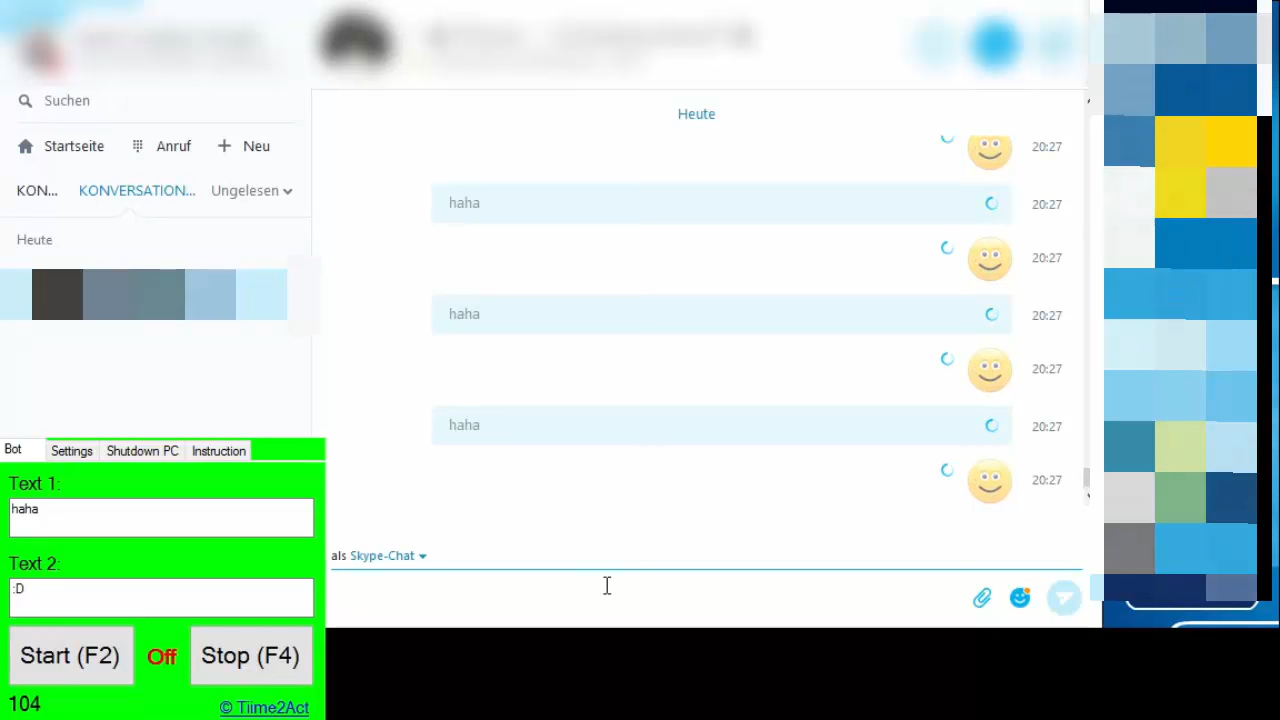 Suchen
Startseite Anruf Neu
KON... KONVERSATION... Ungelesen
Heute
Heute
20:27
haha 20:27
20:27
haha 20:27
20:27
haha 20:27
20:27
als Skype-Chat
Bot Settings Shutdown PC Instruction
Text 1:
haha
Text 2:
:D
Start (F2) Off Stop (F4)
104 © Tiime2Act